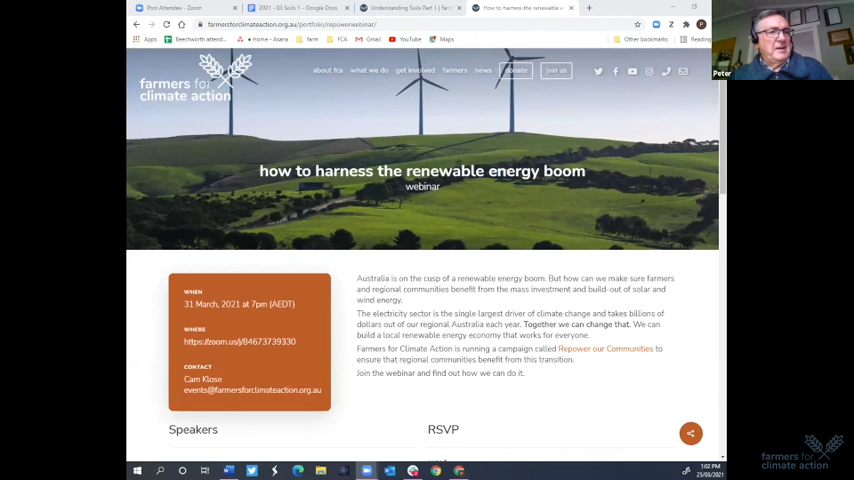 Post Attendee - Zoom
2021 - 03 Soils 1 - Google Docs
Understanding Soils Part 1 | Farm
How to harness the renewable e
farmersforclimateaction.org.au/portfolio/repowerwebinar/
Apps
Beechworth attend...
Home - Asana
farm
FCA
Gmail
YouTube
Maps
Other bookmarks
Reading
Peter
farmers for
climate action
about fca
what we do
get involved
farmers
news
donate
join us
how to harness the renewable energy boom
webinar
WHEN
31 March, 2021 at 7pm (AEDT)
WHERE
https://zoom.us/j/84673739330
CONTACT
Cam Klose
events@farmersforclimateaction.org.au
Australia is on the cusp of a renewable energy boom. But how can we make sure farmers
and regional communities benefit from the mass investment and build-out of solar and
wind energy.
The electricity sector is the single largest driver of climate change and takes billions of
dollars out of our regional Australia each year. Together we can change that. We can
build a local renewable energy economy that works for everyone.
Farmers for Climate Action is running a campaign called Repower our Communities to
ensure that regional communities benefit from this transition.
Join the webinar and find out how we can do it.
Speakers
RSVP
farmers for
climate action
1:02 PM
25/03/2021